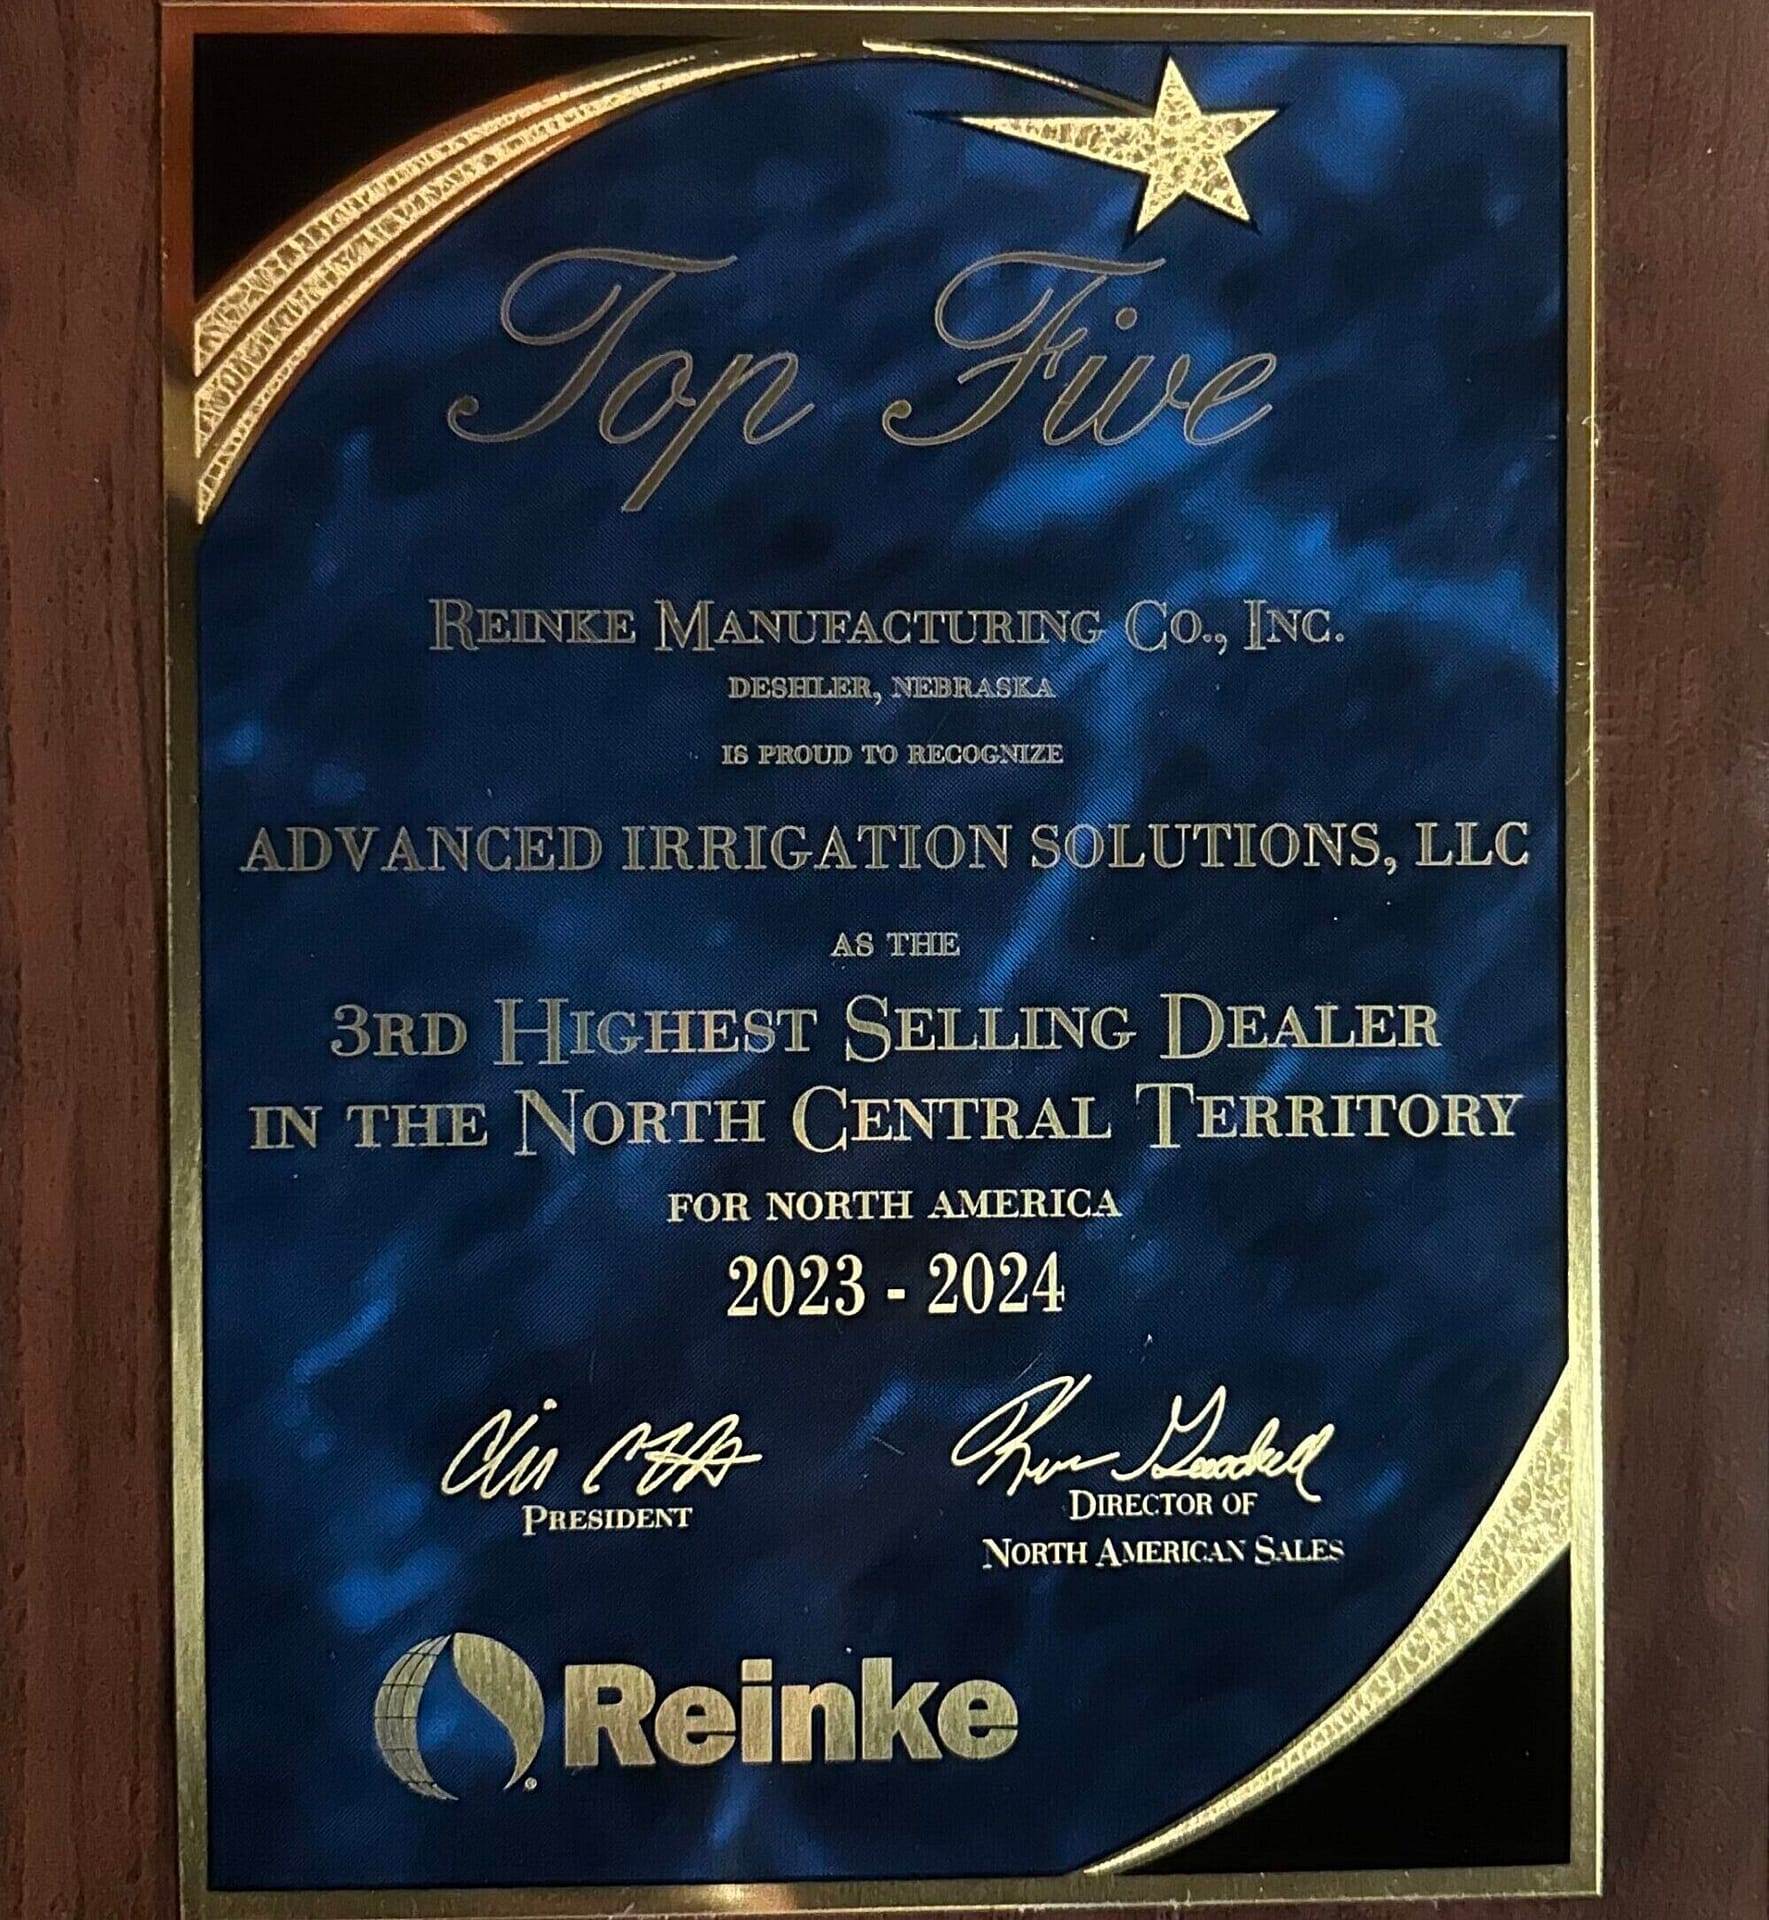 Top Five
Reinke Manufacturing Co., Inc.
Deshler, Nebraska
is proud to recognize
ADVANCED IRRIGATION SOLUTIONS, LLC
as the
3rd Highest Selling Dealer
in the North Central Territory
for North America
2023 - 2024
President
Director of
North American Sales
Reinke